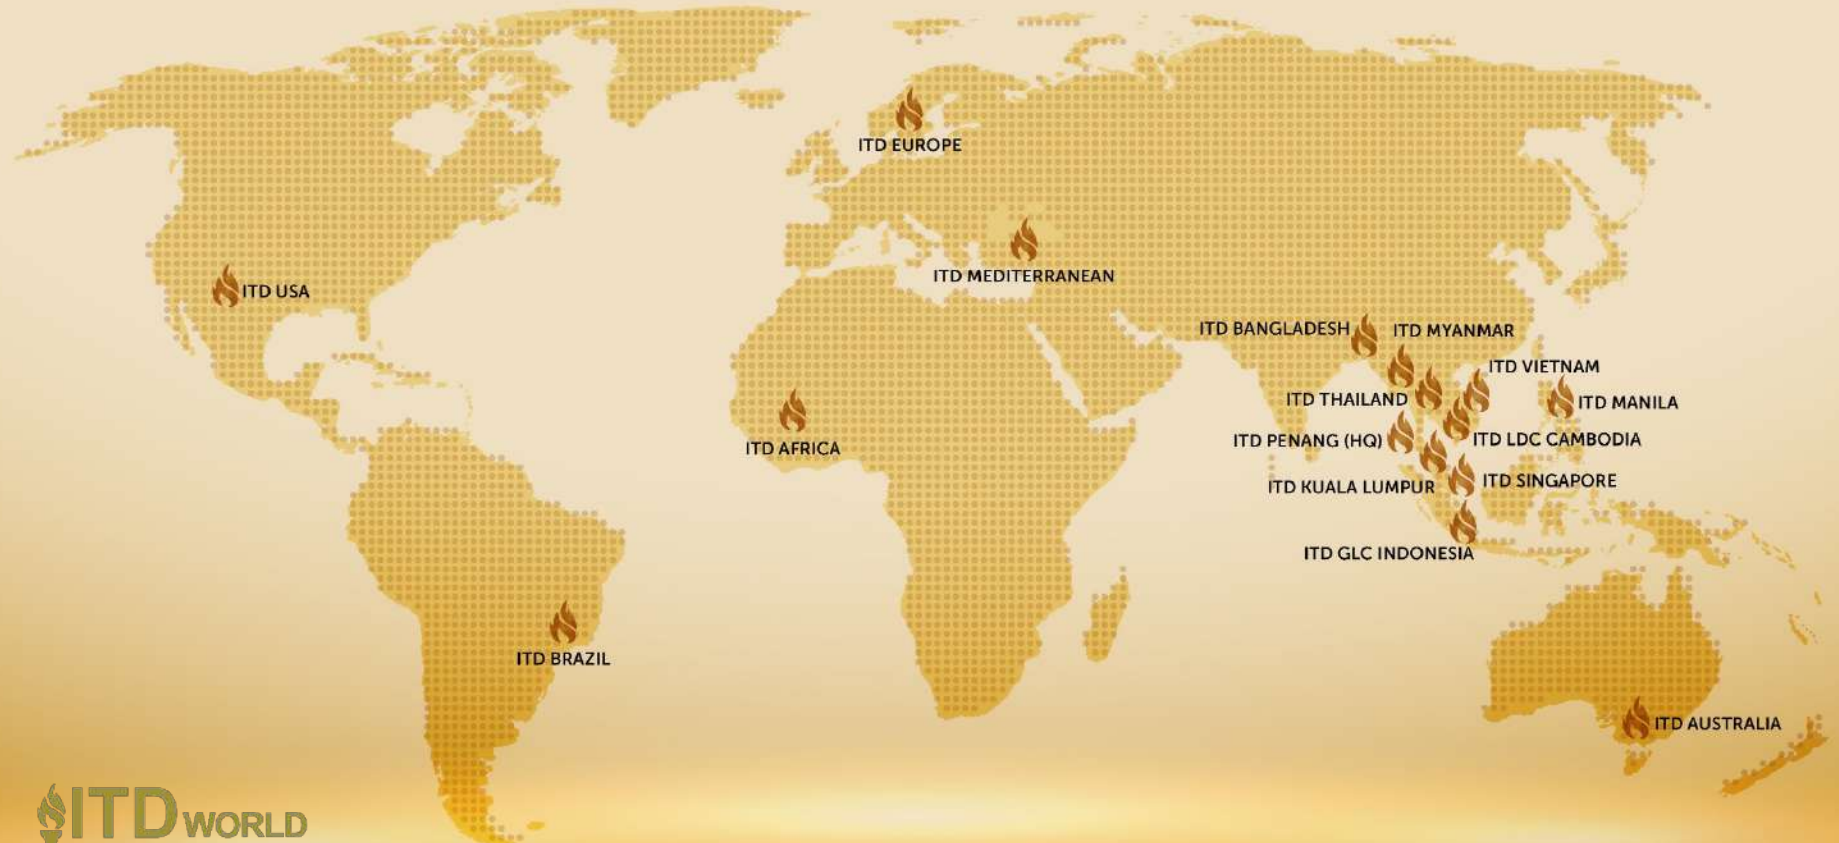 ITD EUROPE
ITD MEDITERRANEAN
ITD USA
ITD BANGLADESH
ITD MYANMAR
ITD VIETNAM
ITD THAILAND
ITD MANILA
ITD AFRICA
ITD PENANG (HQ)
ITD LDC CAMBODIA
ITD KUALA LUMPUR
ITD SINGAPORE
ITD GLC INDONESIA
ITD BRAZIL
ITD AUSTRALIA
ITD WORLD